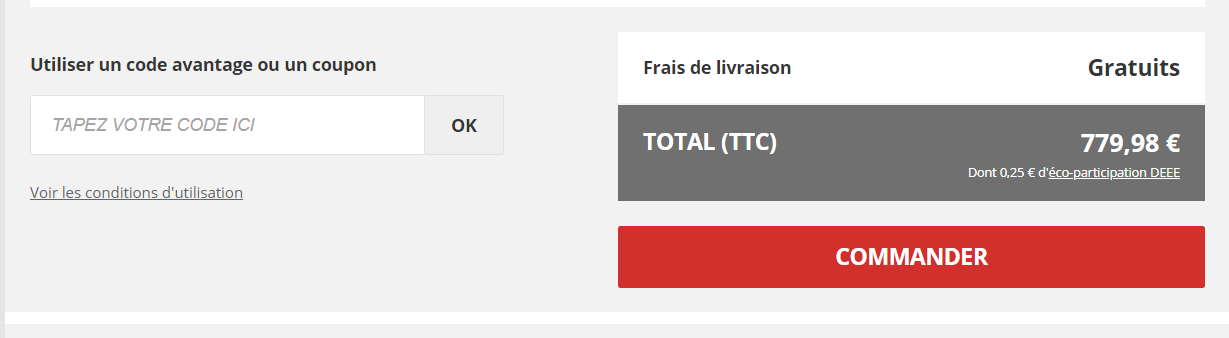 Utiliser un code avantage ou un coupon
TAPEZ VOTRE CODE ICI
OK
Voir les conditions d'utilisation
Frais de livraison
Gratuits
TOTAL (TTC)
779,98 €
Dont 0,25 € d'éco-participation DEEE
COMMANDER